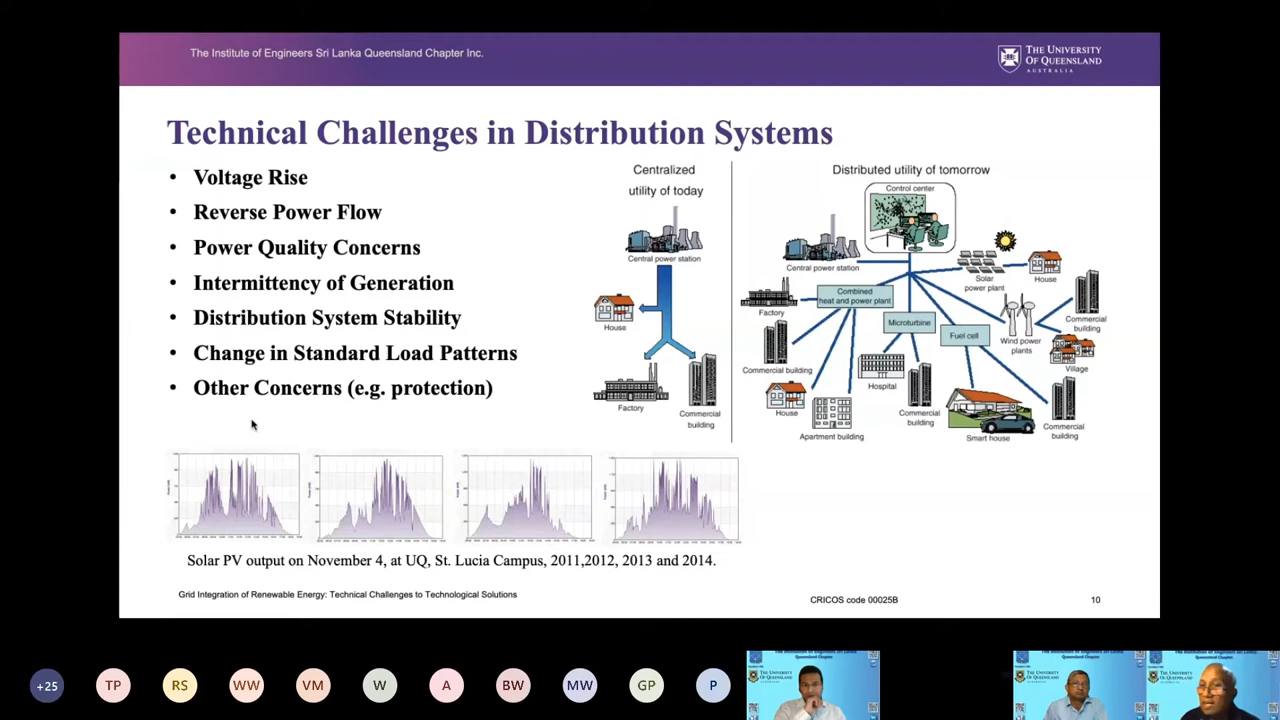 The Institute of Engineers Sri Lanka Queensland Chapter Inc.
THE UNIVERSITY
OF QUEENSLAND
AUSTRALIA
Technical Challenges in Distribution Systems
• Voltage Rise
• Reverse Power Flow
• Power Quality Concerns
• Intermittency of Generation
• Distribution System Stability
• Change in Standard Load Patterns
• Other Concerns (e.g. protection)
Centralized
utility of today
Central power station
House
Factory
Commercial
building
Distributed utility of tomorrow
Control center
Central power station
Solar
power plant
House
Combined
heat and power plant
Factory
Microturbine
Fuel cell
Wind power
plants
Commercial
building
Village
Commercial building
Hospital
House
Commercial
building
Apartment building
Smart house
Commercial
building
Solar PV output on November 4, at UQ, St. Lucia Campus, 2011,2012, 2013 and 2014.
Grid Integration of Renewable Energy: Technical Challenges to Technological Solutions
CRICOS code 00025B
10
+25
TP
RS
WW
VM
W
A
BW
MW
GP
P